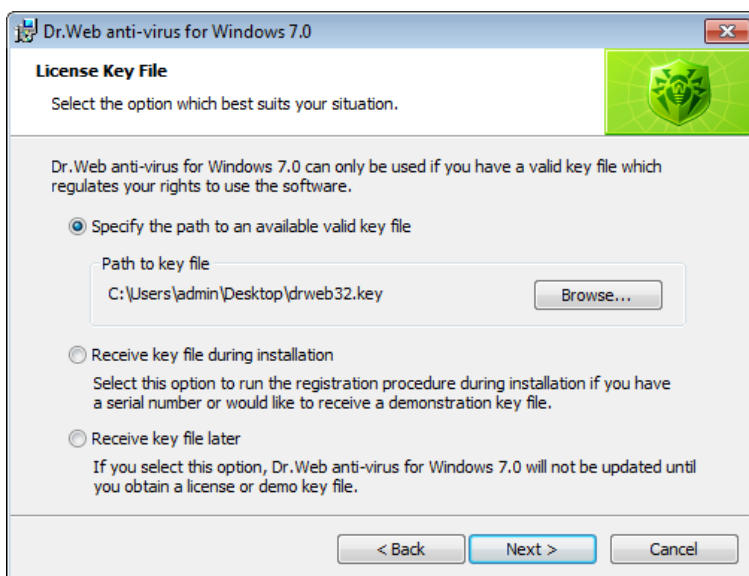 Dr.Web anti-virus for Windows 7.0
License Key File
Select the option which best suits your situation.
Dr.Web anti-virus for Windows 7.0 can only be used if you have a valid key file which
regulates your rights to use the software.
Specify the path to an available valid key file
Path to key file
C:\Users\admin\Desktop\drweb32.key
Browse...
Receive key file during installation
Select this option to run the registration procedure during installation if you have
a serial number or would like to receive a demonstration key file.
Receive key file later
If you select this option, Dr.Web anti-virus for Windows 7.0 will not be updated until
you obtain a license or demo key file.
< Back
Next >
Cancel